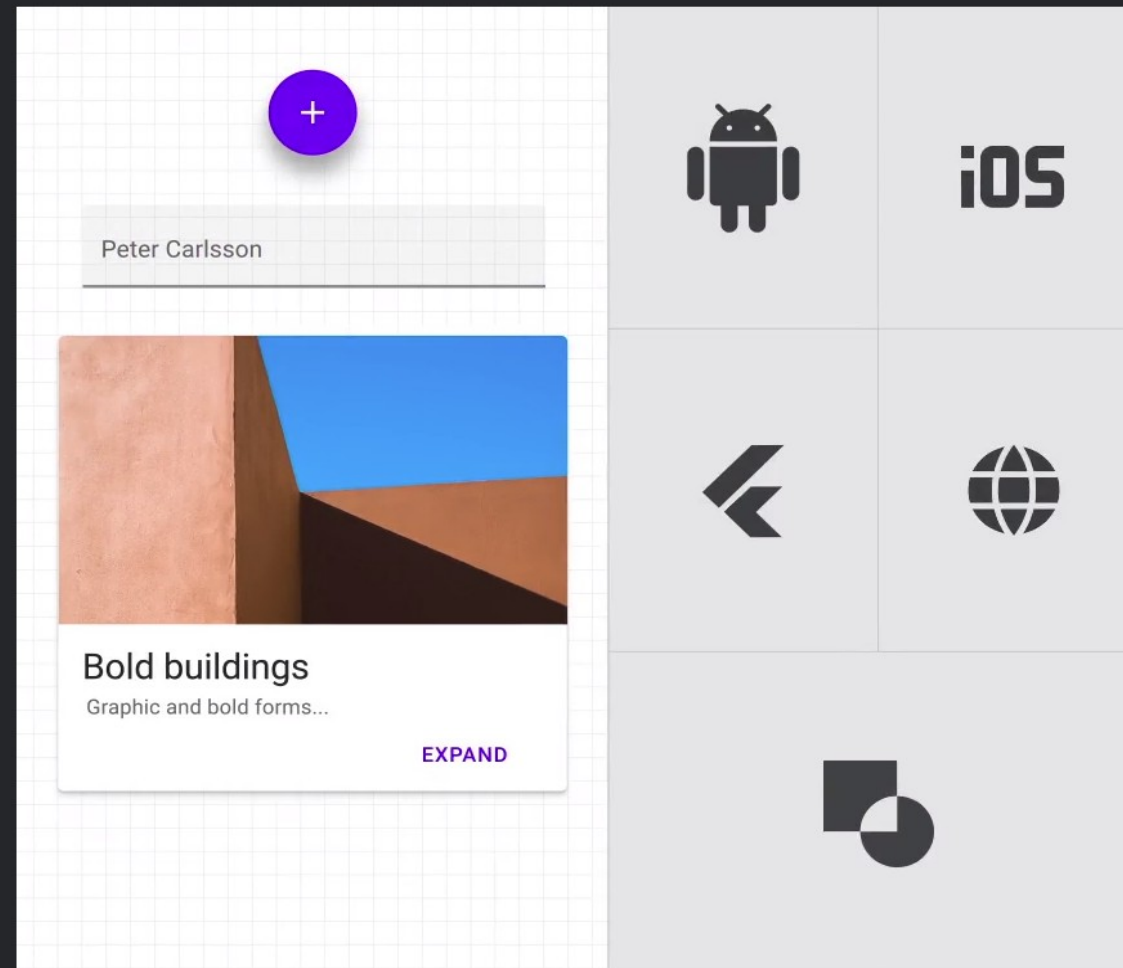 Peter Carlsson
Bold buildings
Graphic and bold forms...
EXPAND
iOS